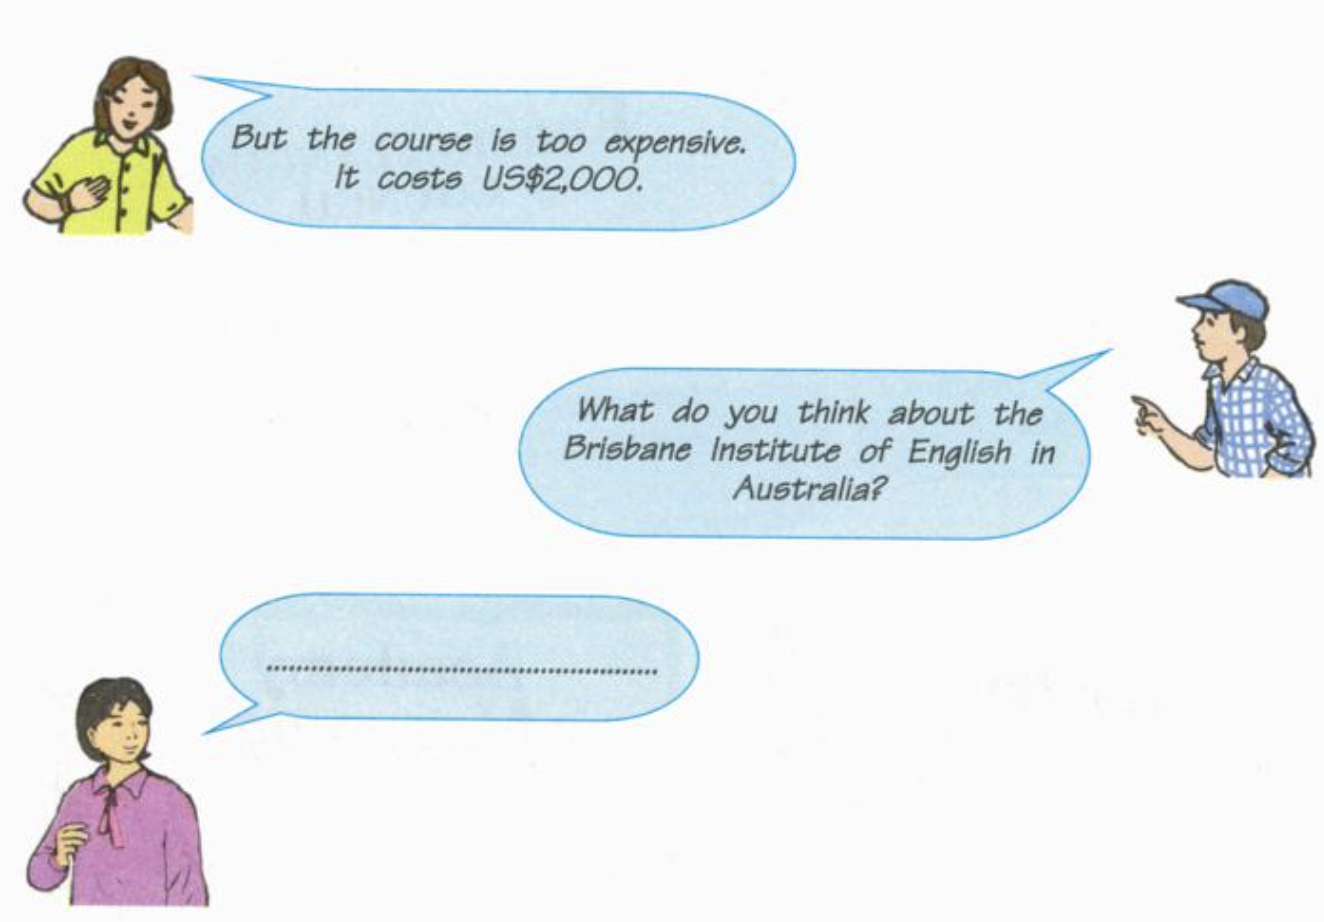 But the course is too expensive.
It costs US$2,000.
What do you think about the
Brisbane Institute of English in
Australia?
......................................................................